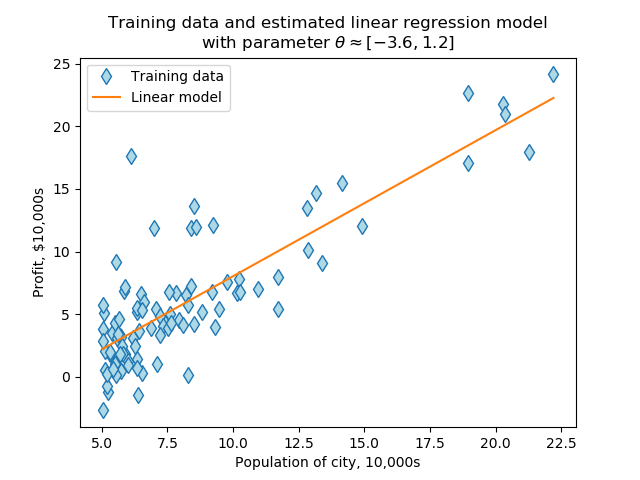 Training data and estimated linear regression model
with parameter θ ≈ [−3.6, 1.2]
25
Training data
Linear model
20
15
10
5
0
Profit, $10,000s
5.0 7.5 10.0 12.5 15.0 17.5 20.0 22.5
Population of city, 10,000s